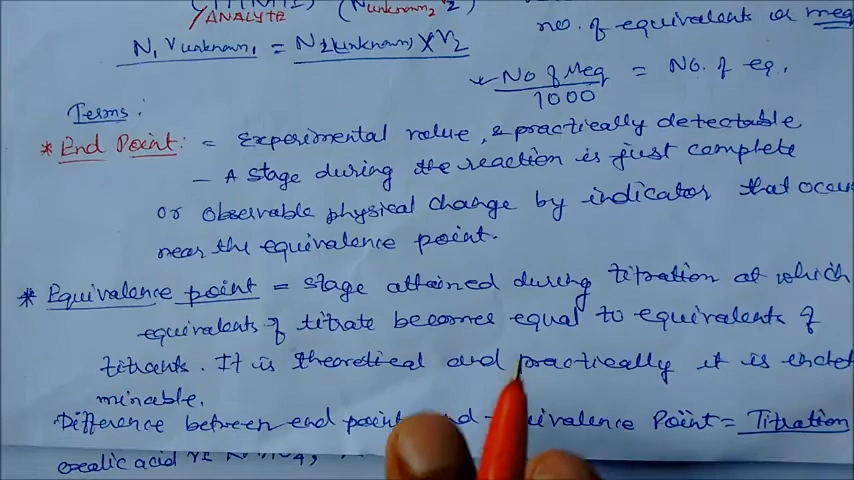 /ANALYTE (Nunknown2 V2)
N1 Vunknown1 = N2(unknown) X V2
no. of equivalents or meq
No of Meq = No. of eq.
1000
Terms:
* End Point: = Experimental value, & practically detectable
- A stage during the reaction is just complete
or observable physical change by indicator that occur
near the equivalence point.
* Equivalence point = stage attained during titration at which
equivalents of titrate becomes equal to equivalents of
titrants. It is theoretical and practically it is undet
minable.
Difference between end point and Equivalence Point = Titration
oxalic acid